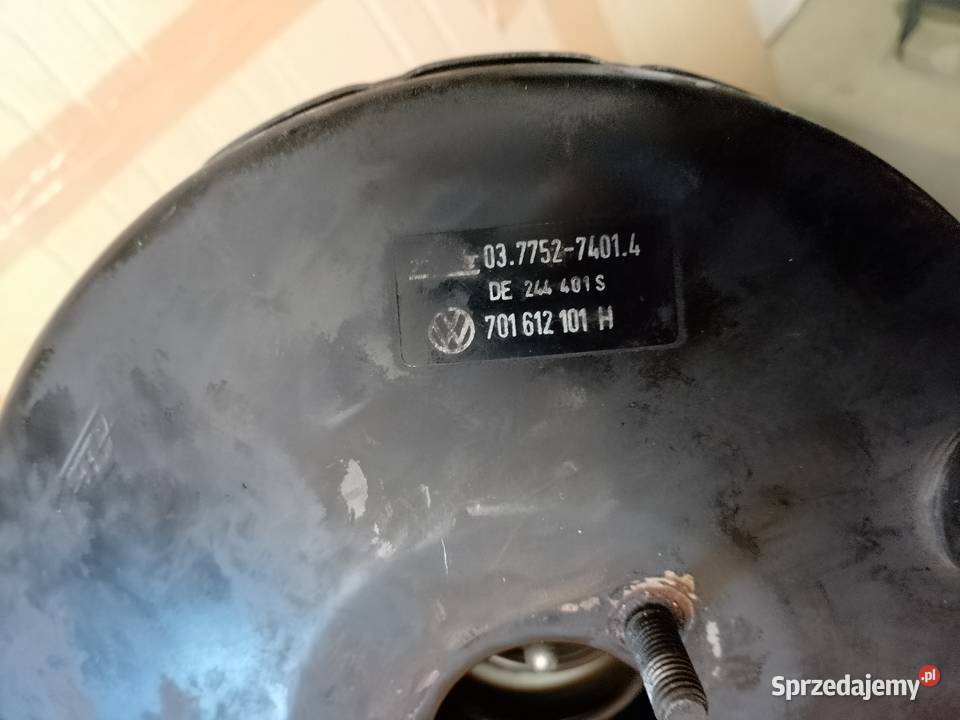 03.7752-7401.4
DE 244 401 S
701 612 101 H
Sprzedajemy.pl